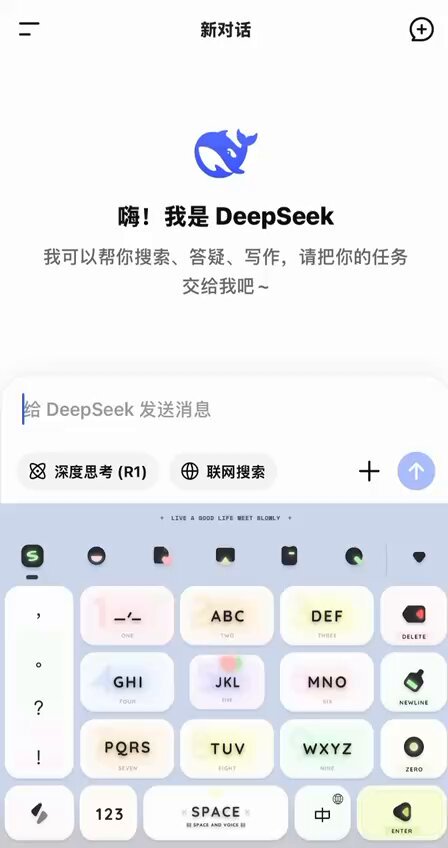 新对话
嗨！我是 DeepSeek
我可以帮你搜索、答疑、写作，请把你的任务
交给我吧~
给 DeepSeek 发送消息
深度思考 (R1)
联网搜索
LIVE A GOOD LIFE MEET SLOWLY
S
，
。
?
!
ONE
ABC
TWO
DEF
THREE
DELETE
GHI
FOUR
JKL
FIVE
MNO
SIX
NEWLINE
PQRS
SEVEN
TUV
EIGHT
WXYZ
NINE
ZERO
123
SPACE
SPACE AND VOICE
中
ENTER